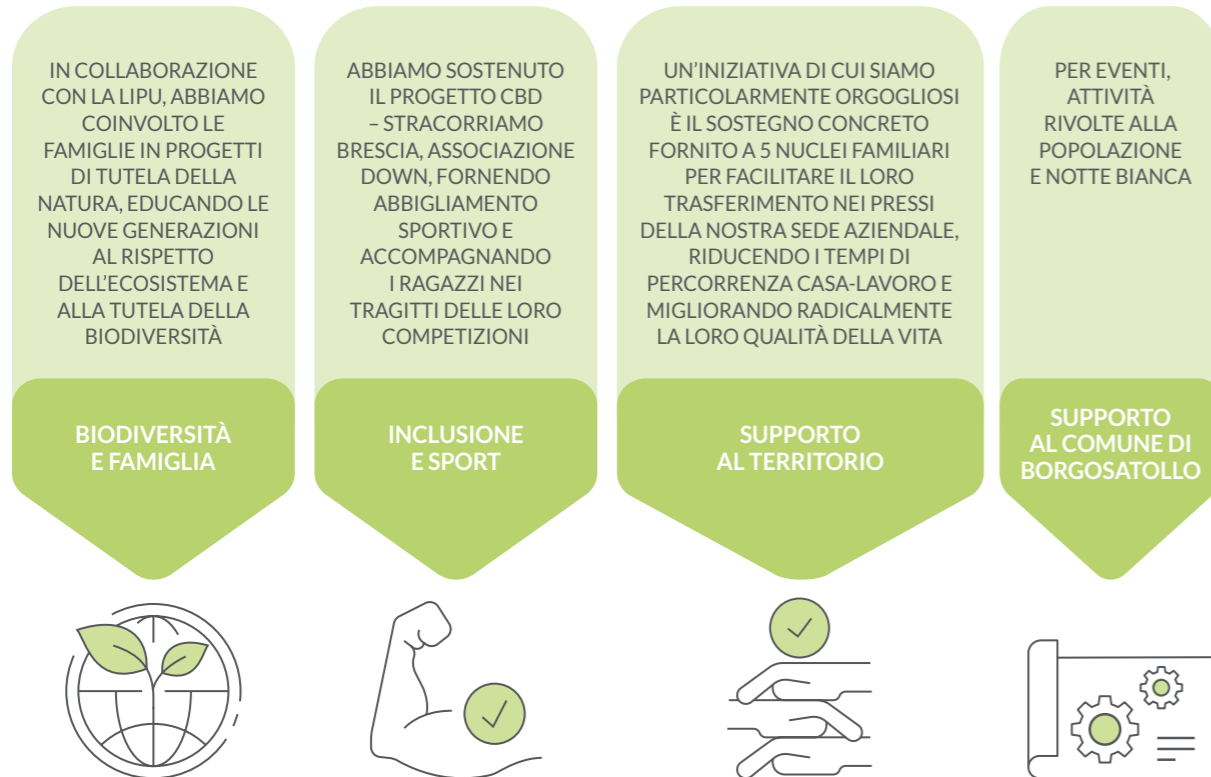 IN COLLABORAZIONE
CON LA LIPU, ABBIAMO
COINVOLTO LE
FAMIGLIE IN PROGETTI
DI TUTELA DELLA
NATURA, EDUCANDO LE
NUOVE GENERAZIONI
AL RISPETTO
DELL’ECOSISTEMA E
ALLA TUTELA DELLA
BIODIVERSITÀ
BIODIVERSITÀ
E FAMIGLIA
ABBIAMO SOSTENUTO
IL PROGETTO CBD
– STRACORRIAMO
BRESCIA, ASSOCIAZIONE
DOWN, FORNENDO
ABBIGLIAMENTO
SPORTIVO E
ACCOMPAGNANDO
I RAGAZZI NEI
TRAGITTI DELLE LORO
COMPETIZIONI
INCLUSIONE
E SPORT
UN’INIZIATIVA DI CUI SIAMO
PARTICOLARMENTE ORGOGLIOSI
È IL SOSTEGNO CONCRETO
FORNITO A 5 NUCLEI FAMILIARI
PER FACILITARE IL LORO
TRASFERIMENTO NEI PRESSI
DELLA NOSTRA SEDE AZIENDALE,
RIDUCENDO I TEMPI DI
PERCORRENZA CASA-LAVORO E
MIGLIORANDO RADICALMENTE
LA LORO QUALITÀ DELLA VITA
SUPPORTO
AL TERRITORIO
PER EVENTI,
ATTIVITÀ
RIVOLTE ALLA
POPOLAZIONE
E NOTTE BIANCA
SUPPORTO
AL COMUNE DI
BORGOSATOLLO